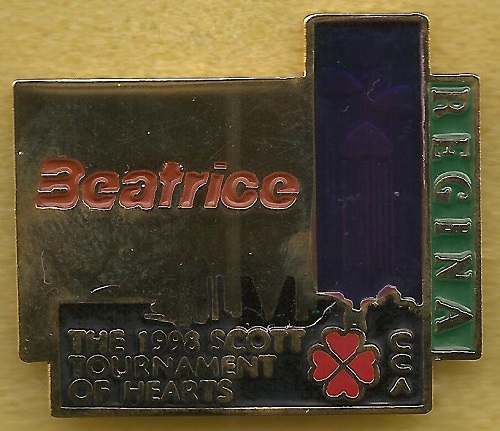 Beatrice
REGINA
THE 1998 SCOTT
TOURNAMENT
OF HEARTS
CCA